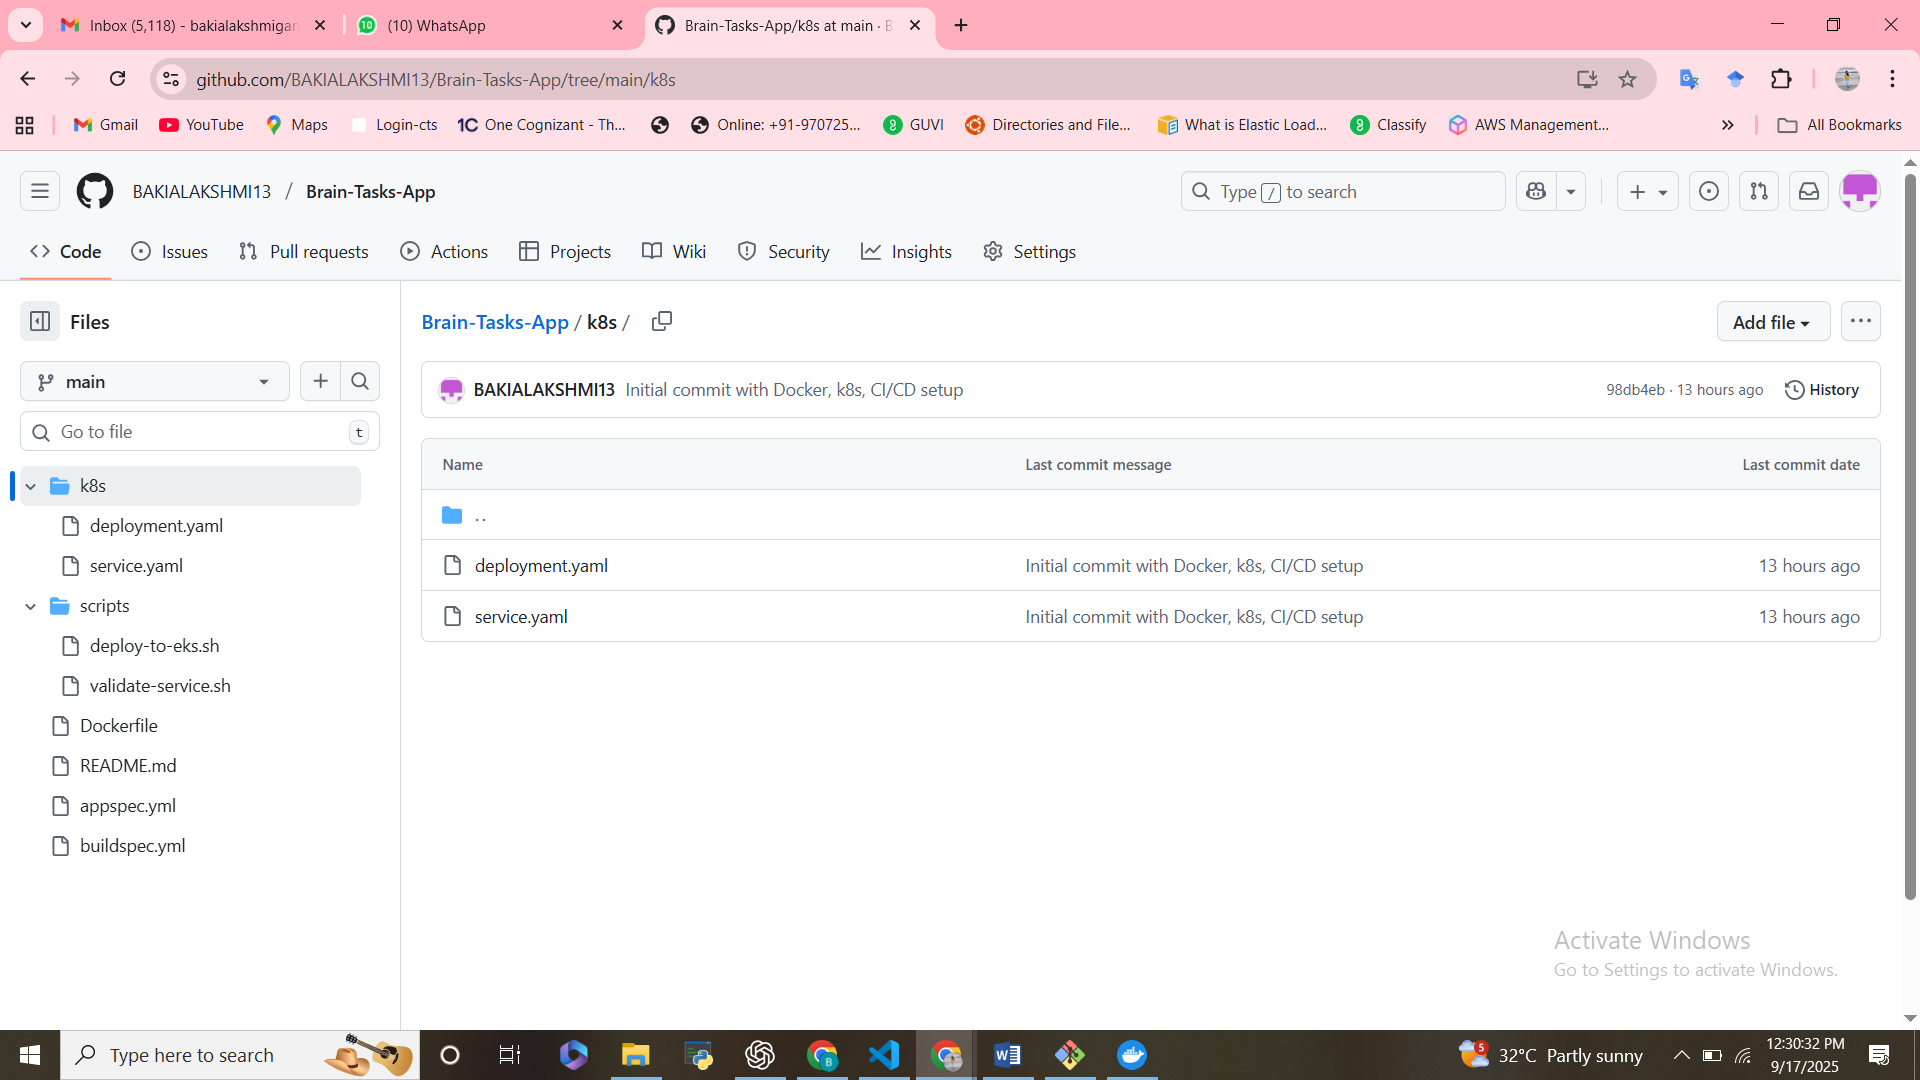 Inbox (5,118) - bakialakshmigan
(10) WhatsApp
Brain-Tasks-App/k8s at main · B
github.com/BAKIALAKSHMI13/Brain-Tasks-App/tree/main/k8s
Gmail
YouTube
Maps
Login-cts
One Cognizant - Th...
Online: +91-970725...
GUVI
Directories and File...
What is Elastic Load...
Classify
AWS Management...
All Bookmarks
BAKIALAKSHMI13 / Brain-Tasks-App
Type / to search
Code
Issues
Pull requests
Actions
Projects
Wiki
Security
Insights
Settings
Files
Brain-Tasks-App / k8s /
Add file
main
BAKIALAKSHMI13 Initial commit with Docker, k8s, CI/CD setup
98db4eb · 13 hours ago
History
Go to file
t
Name
Last commit message
Last commit date
k8s
deployment.yaml
service.yaml
scripts
deploy-to-eks.sh
validate-service.sh
Dockerfile
README.md
appspec.yml
buildspec.yml
..
deployment.yaml
Initial commit with Docker, k8s, CI/CD setup
13 hours ago
service.yaml
Initial commit with Docker, k8s, CI/CD setup
13 hours ago
Activate Windows
Go to Settings to activate Windows.
Type here to search
5
32°C Partly sunny
12:30:32 PM
9/17/2025